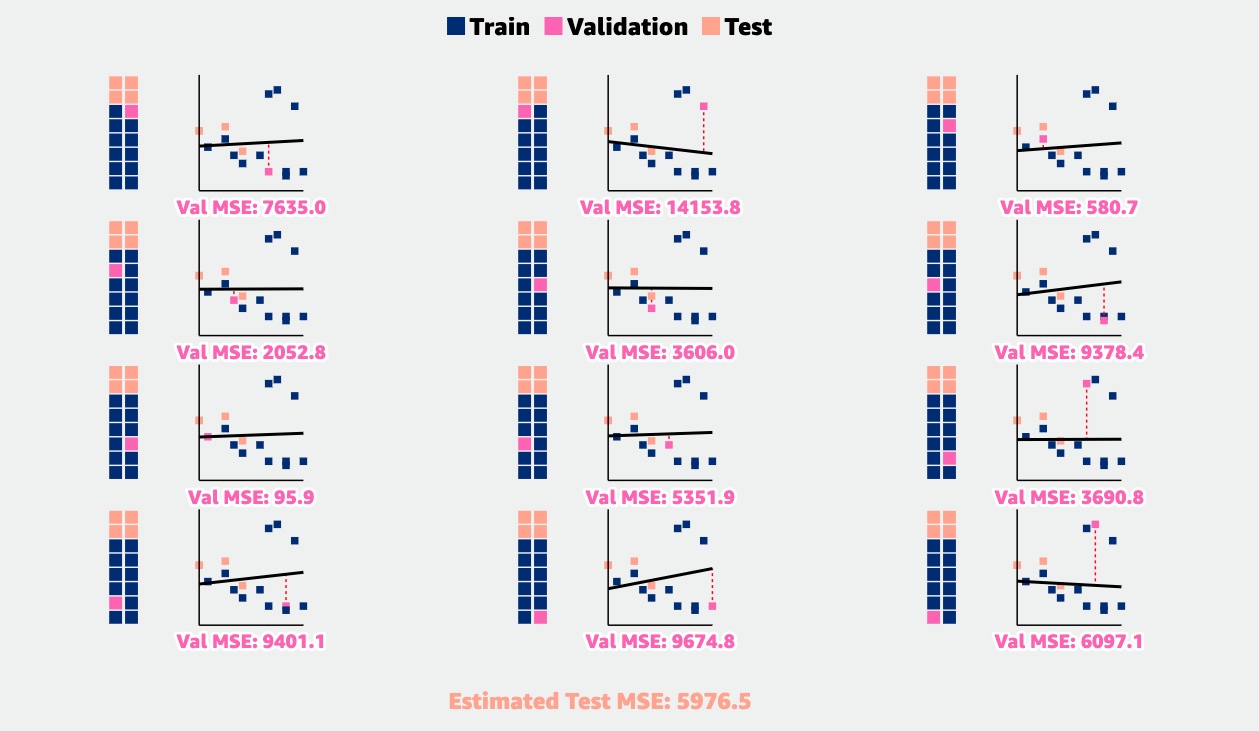 Train Validation Test
Val MSE: 7635.0
Val MSE: 14153.8
Val MSE: 580.7
Val MSE: 2052.8
Val MSE: 3606.0
Val MSE: 9378.4
Val MSE: 95.9
Val MSE: 5351.9
Val MSE: 3690.8
Val MSE: 9401.1
Val MSE: 9674.8
Val MSE: 6097.1
Estimated Test MSE: 5976.5